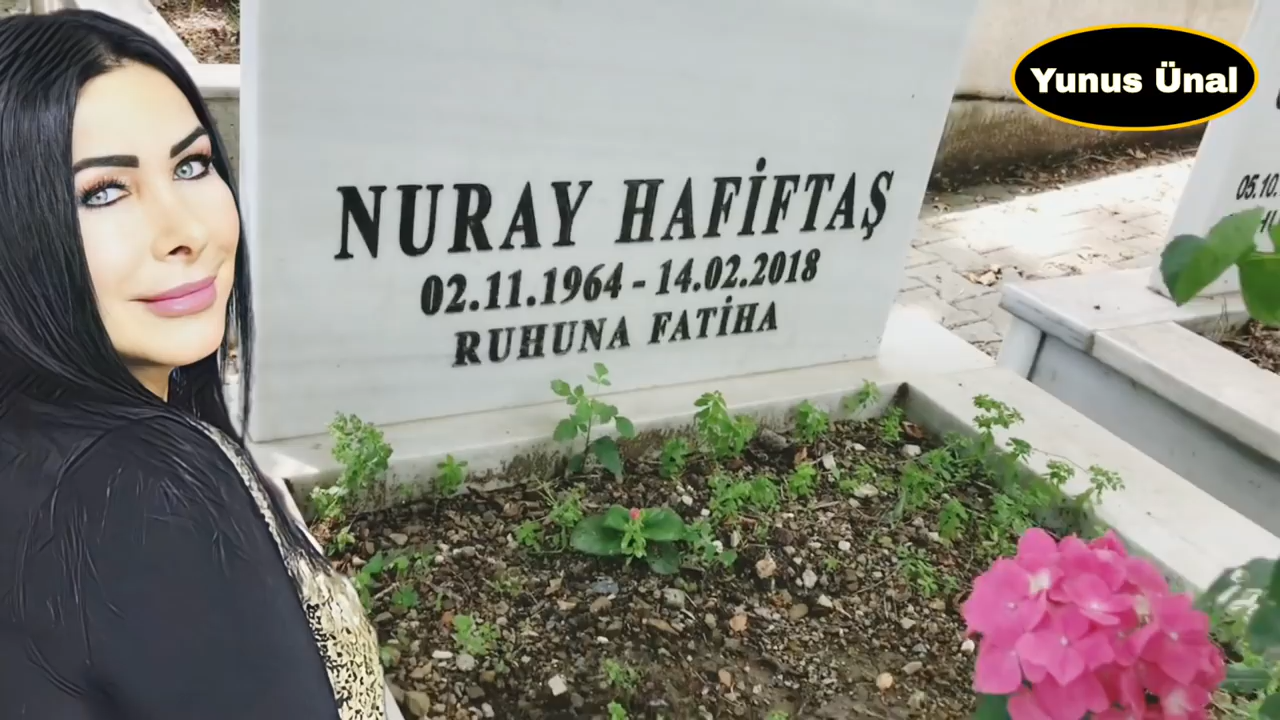 Yunus Ünal
NURAY HAFİFTAŞ
02.11.1964 - 14.02.2018
RUHUNA FATİHA
05.10.